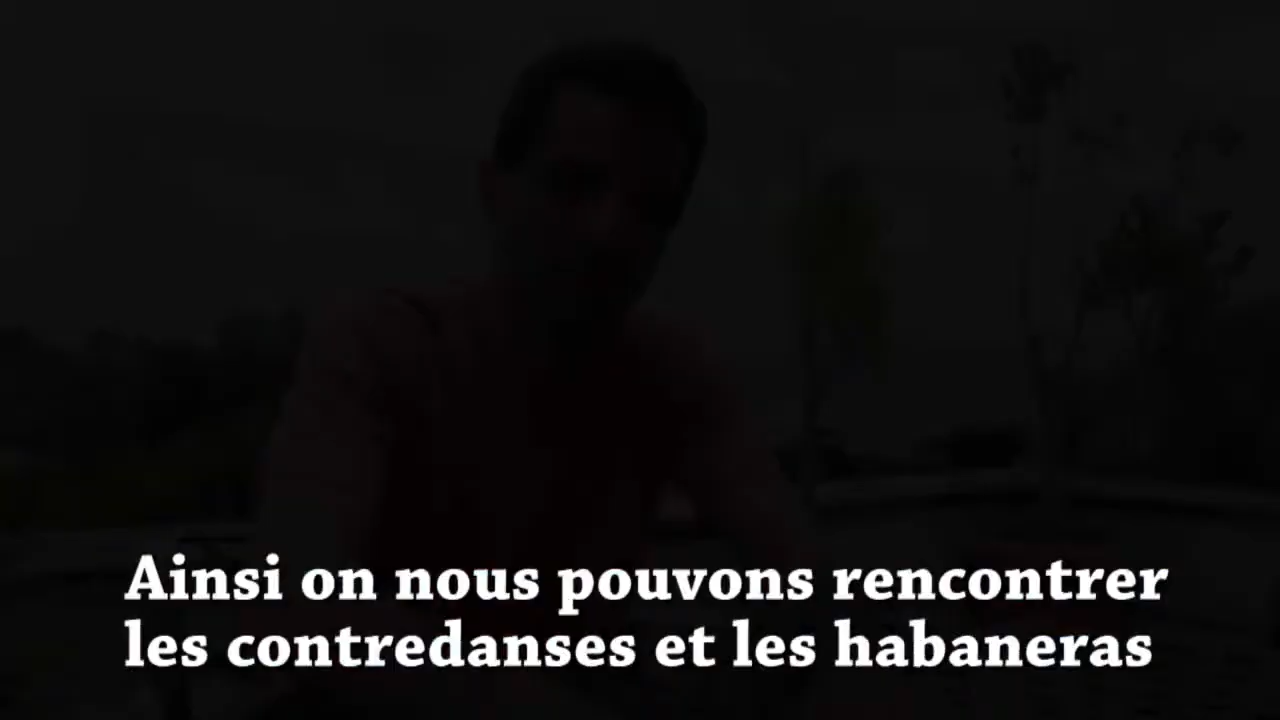 Ainsi on nous pouvons rencontrer
les contredanses et les habaneras